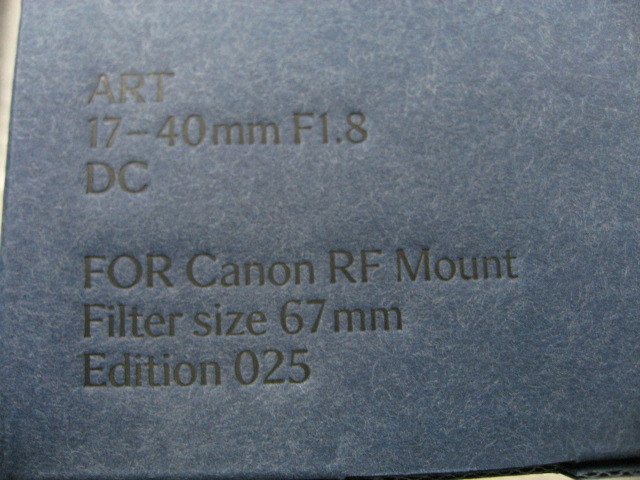 ART
17–40mm F1.8
DC
FOR Canon RF Mount
Filter size 67mm
Edition 025